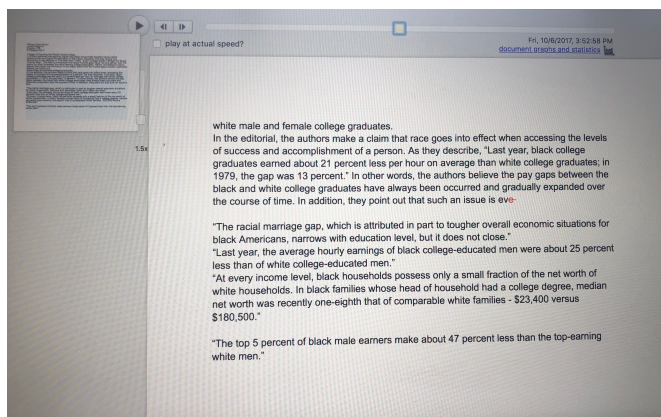 play at actual speed?
Fri, 10/6/2017, 3:52:58 PM
document graphs and statistics
1.5x
white male and female college graduates.
In the editorial, the authors make a claim that race goes into effect when accessing the levels
of success and accomplishment of a person. As they describe, “Last year, black college
graduates earned about 21 percent less per hour on average than white college graduates; in
1979, the gap was 13 percent.” In other words, the authors believe the pay gaps between the
black and white college graduates have always been occurred and gradually expanded over
the course of time. In addition, they point out that such an issue is eve-
“The racial marriage gap, which is attributed in part to tougher overall economic situations for
black Americans, narrows with education level, but it does not close.”
“Last year, the average hourly earnings of black college-educated men were about 25 percent
less than of white college-educated men.”
“At every income level, black households possess only a small fraction of the net worth of
white households. In black families whose head of household had a college degree, median
net worth was recently one-eighth that of comparable white families - $23,400 versus
$180,500.”
“The top 5 percent of black male earners make about 47 percent less than the top-earning
white men.”